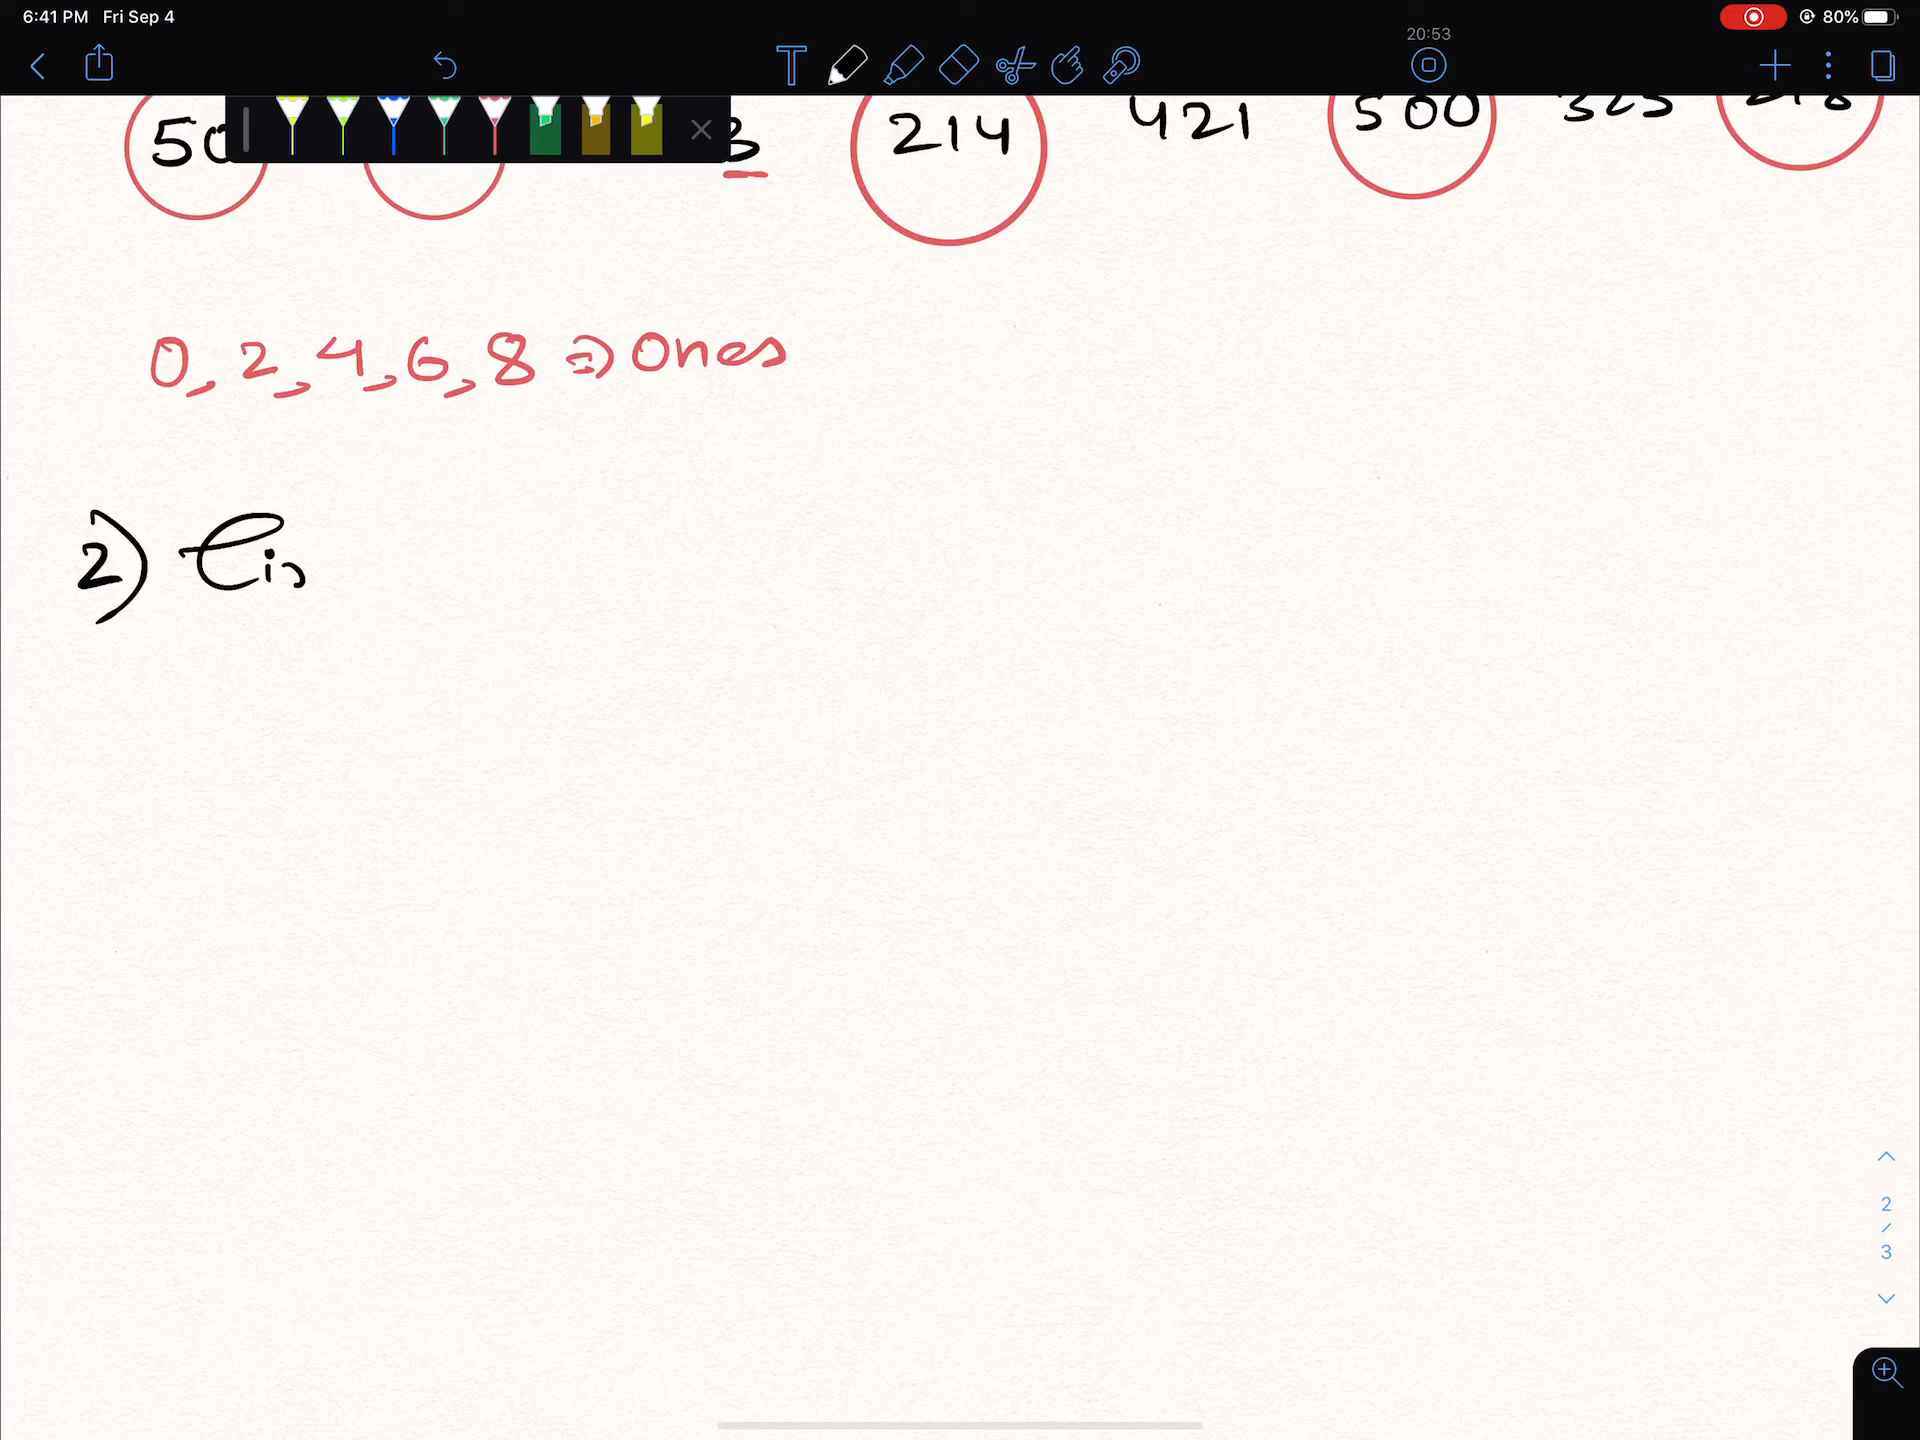 6:41 PM Fri Sep 4 80%
20:53
214 421 500
0, 2, 4, 6, 8 => Ones
2) Cis
2
/
3